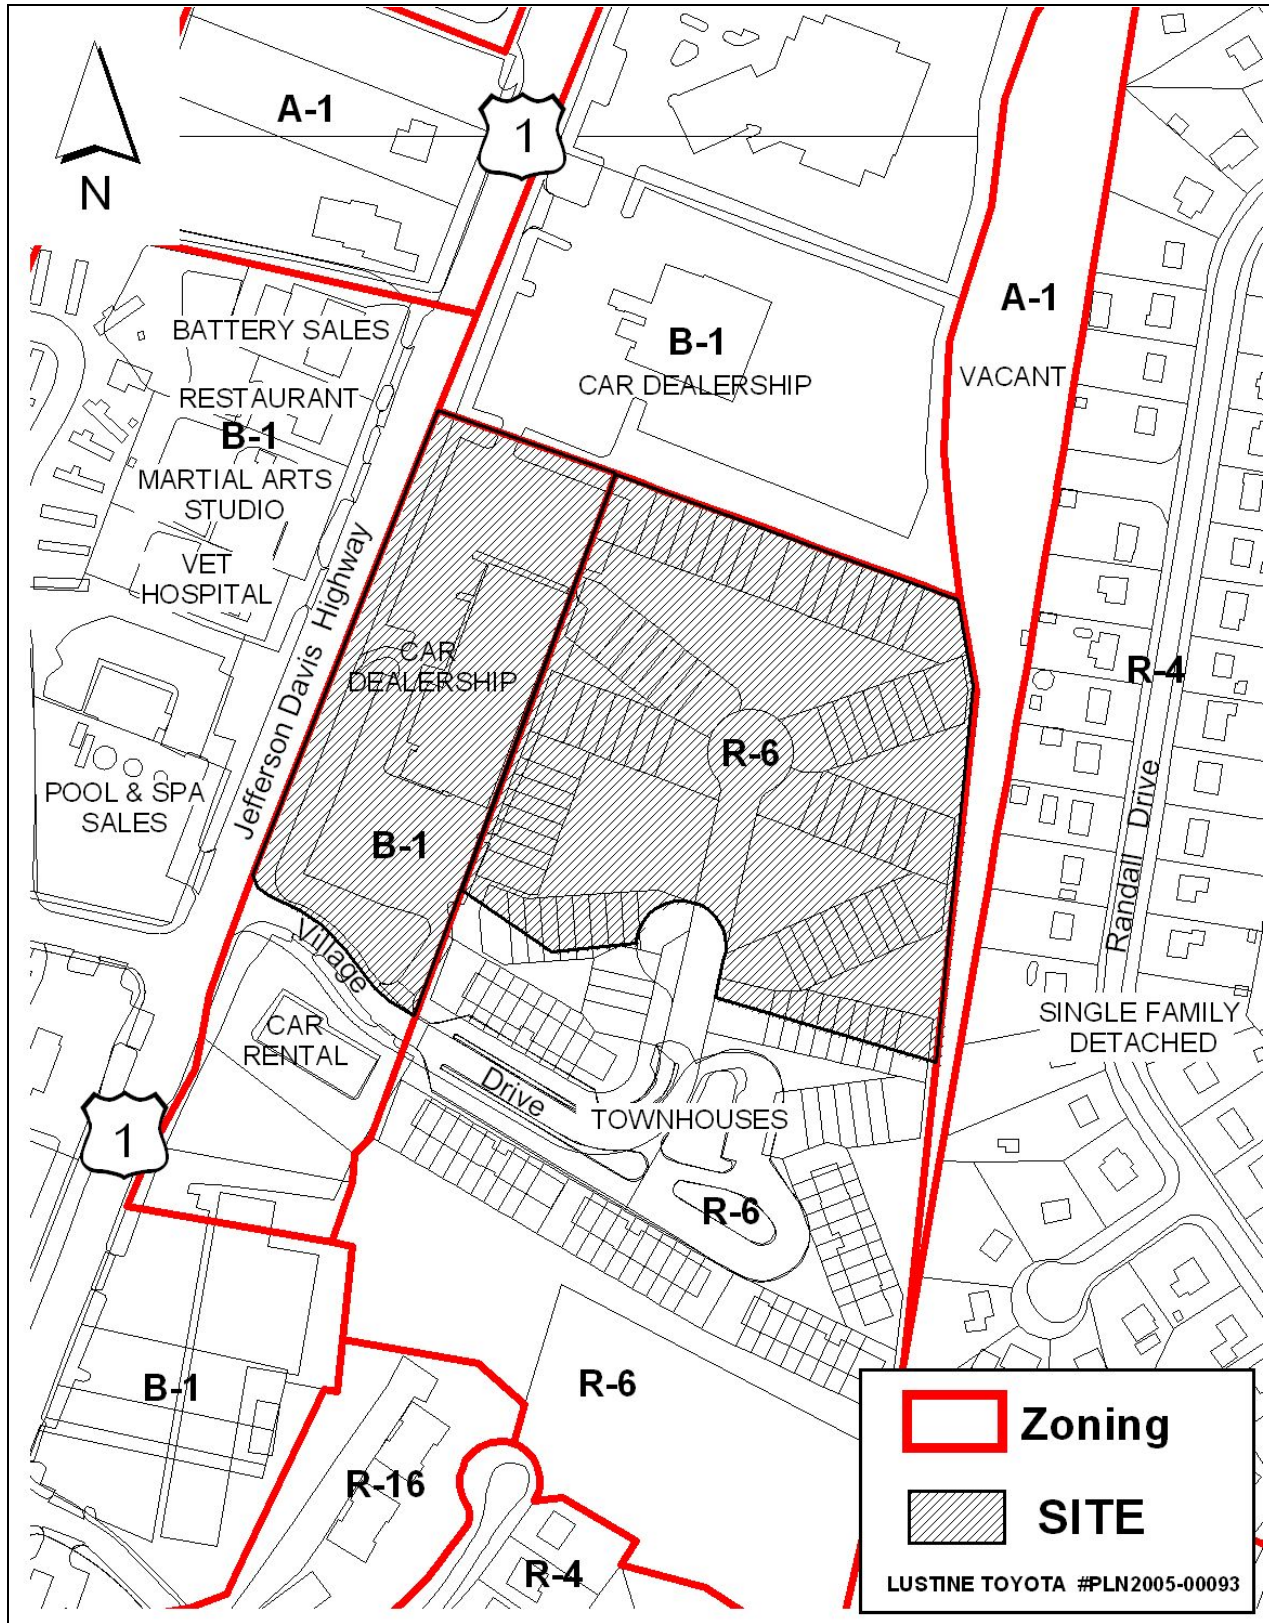 A-1
1
N
A-1
BATTERY SALES
B-1
CAR DEALERSHIP
VACANT
RESTAURANT
B-1
MARTIAL ARTS
STUDIO
VET
HOSPITAL
Jefferson Davis Highway
CAR
DEALERSHIP
R-4
R-6
POOL & SPA
SALES
B-1
Randall Drive
Village
SINGLE FAMILY
DETACHED
CAR
RENTAL
Drive
TOWNHOUSES
1
R-6
B-1
R-6
R-16
R-4
Zoning
SITE
LUSTINE TOYOTA #PLN2005-00093